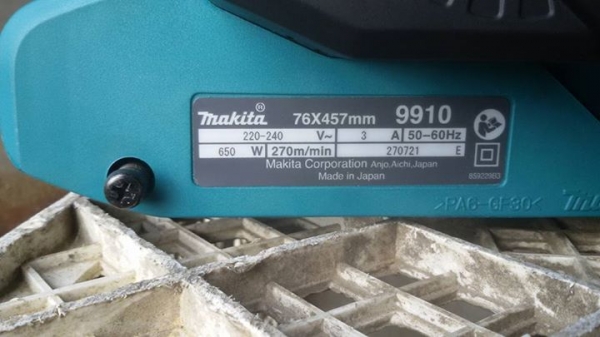 Makita® 76X457mm 9910
220-240 V~ 3 A 50-60Hz
650 W 270m/min 270721 E
Makita Corporation Anjo, Aichi, Japan
Made in Japan
>PA6-GF30<